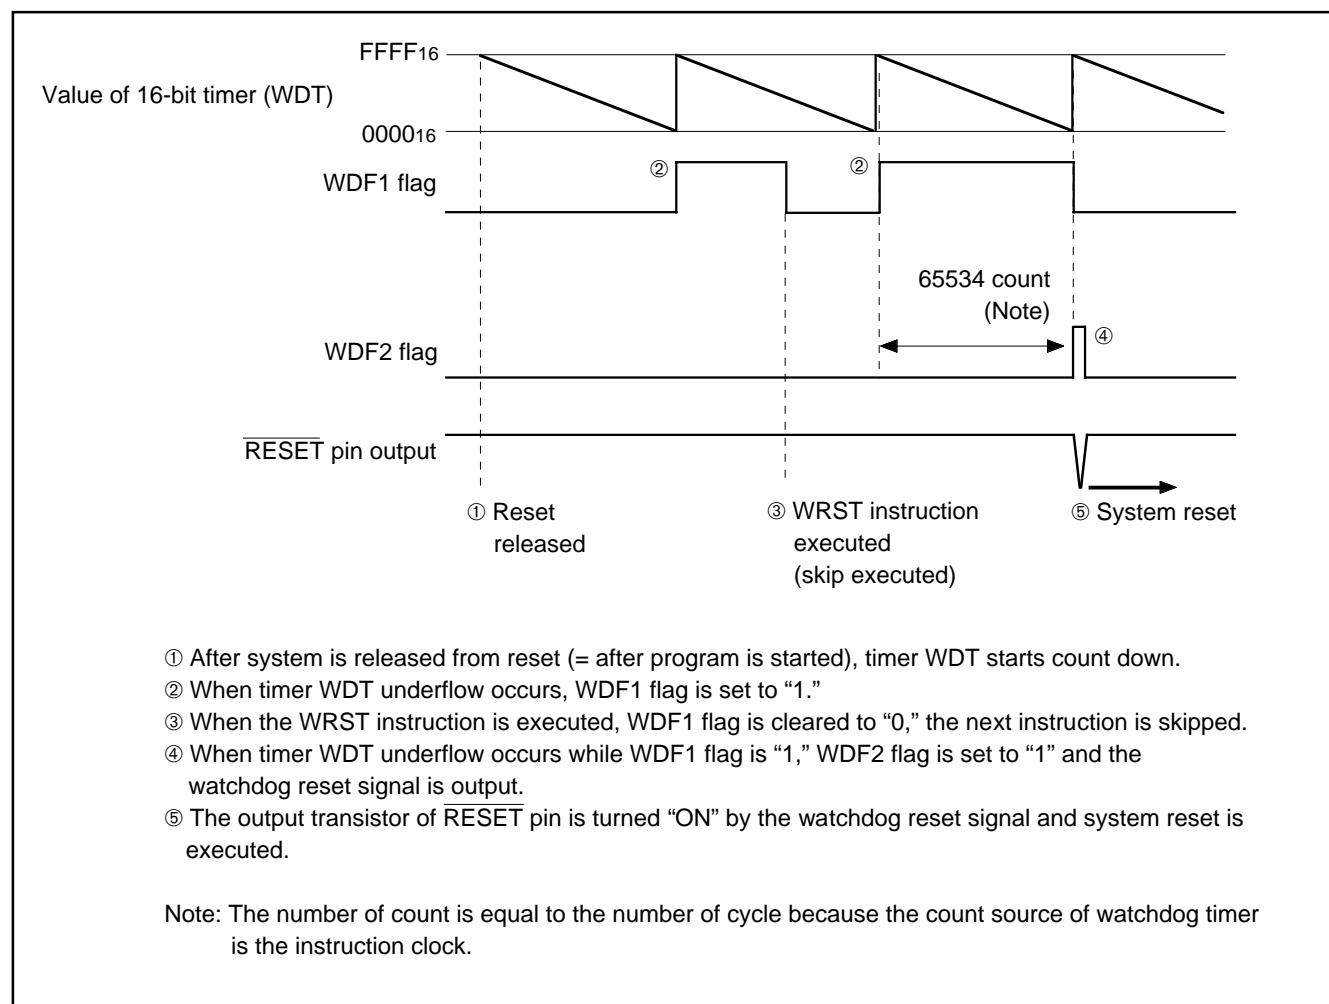 FFFF16
Value of 16-bit timer (WDT)
000016
② ②
WDF1 flag
65534 count
(Note)
④
WDF2 flag
RESET pin output
① Reset
released
③ WRST instruction
executed
(skip executed)
⑤ System reset
① After system is released from reset (= after program is started), timer WDT starts count down.
② When timer WDT underflow occurs, WDF1 flag is set to “1.”
③ When the WRST instruction is executed, WDF1 flag is cleared to “0,” the next instruction is skipped.
④ When timer WDT underflow occurs while WDF1 flag is “1,” WDF2 flag is set to “1” and the
watchdog reset signal is output.
⑤ The output transistor of RESET pin is turned “ON” by the watchdog reset signal and system reset is
executed.
Note: The number of count is equal to the number of cycle because the count source of watchdog timer
is the instruction clock.